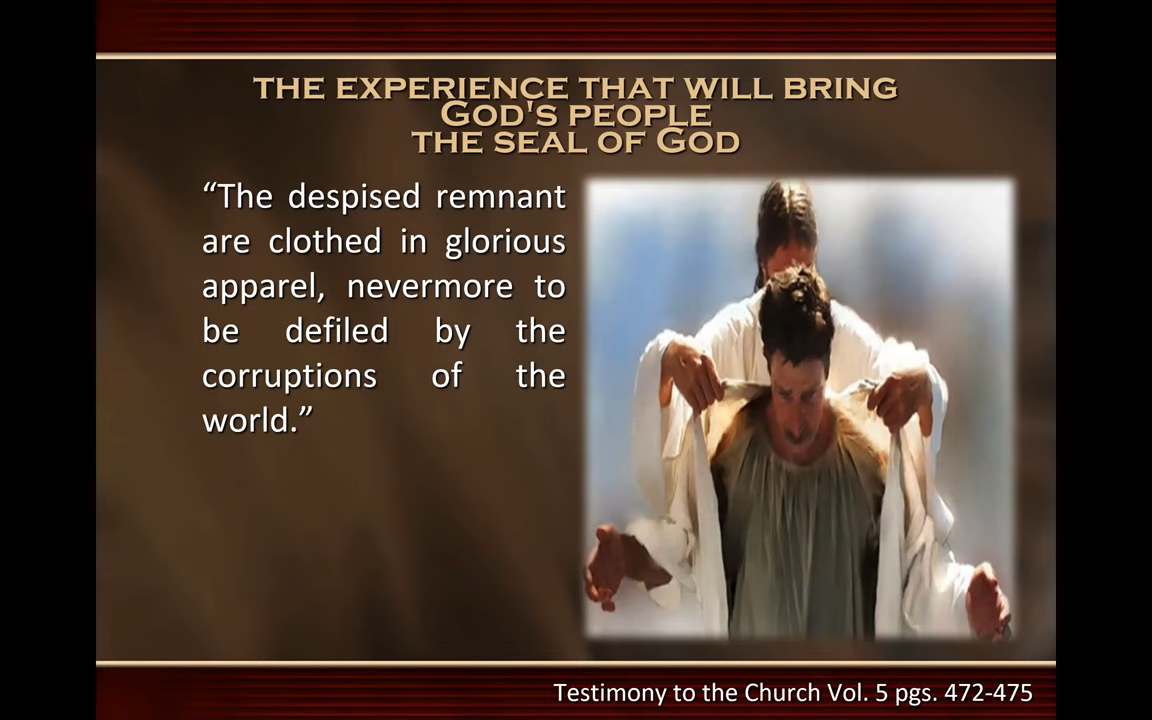 THE EXPERIENCE THAT WILL BRING
GOD'S PEOPLE
THE SEAL OF GOD
“The despised remnant
are clothed in glorious
apparel, nevermore to
be defiled by the
corruptions of the
world.”
Testimony to the Church Vol. 5 pgs. 472-475